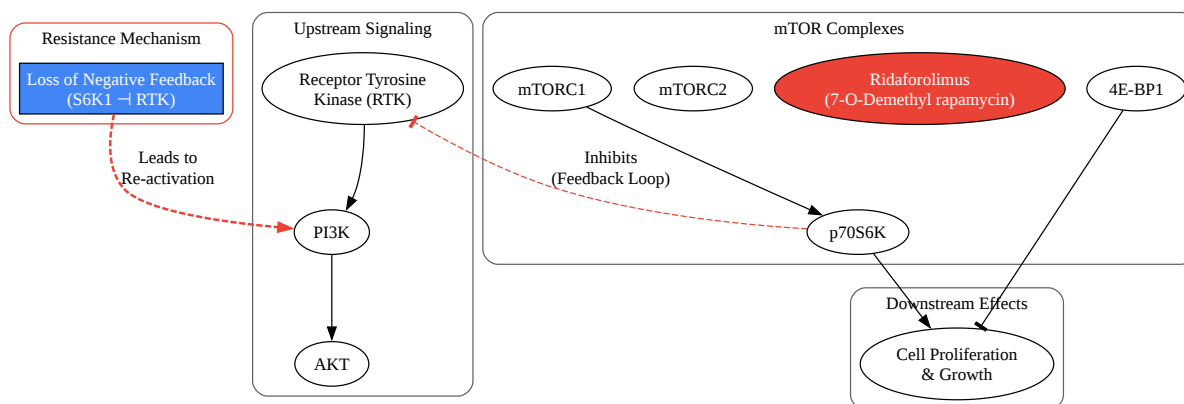 Resistance Mechanism
Loss of Negative Feedback
(S6K1 ⊣ RTK)
Leads to
Re-activation
Upstream Signaling
Receptor Tyrosine
Kinase (RTK)
PI3K
AKT
mTOR Complexes
mTORC1
mTORC2
Ridaforolimus
(7-O-Demethyl rapamycin)
4E-BP1
Inhibits
(Feedback Loop)
p70S6K
Downstream Effects
Cell Proliferation
& Growth